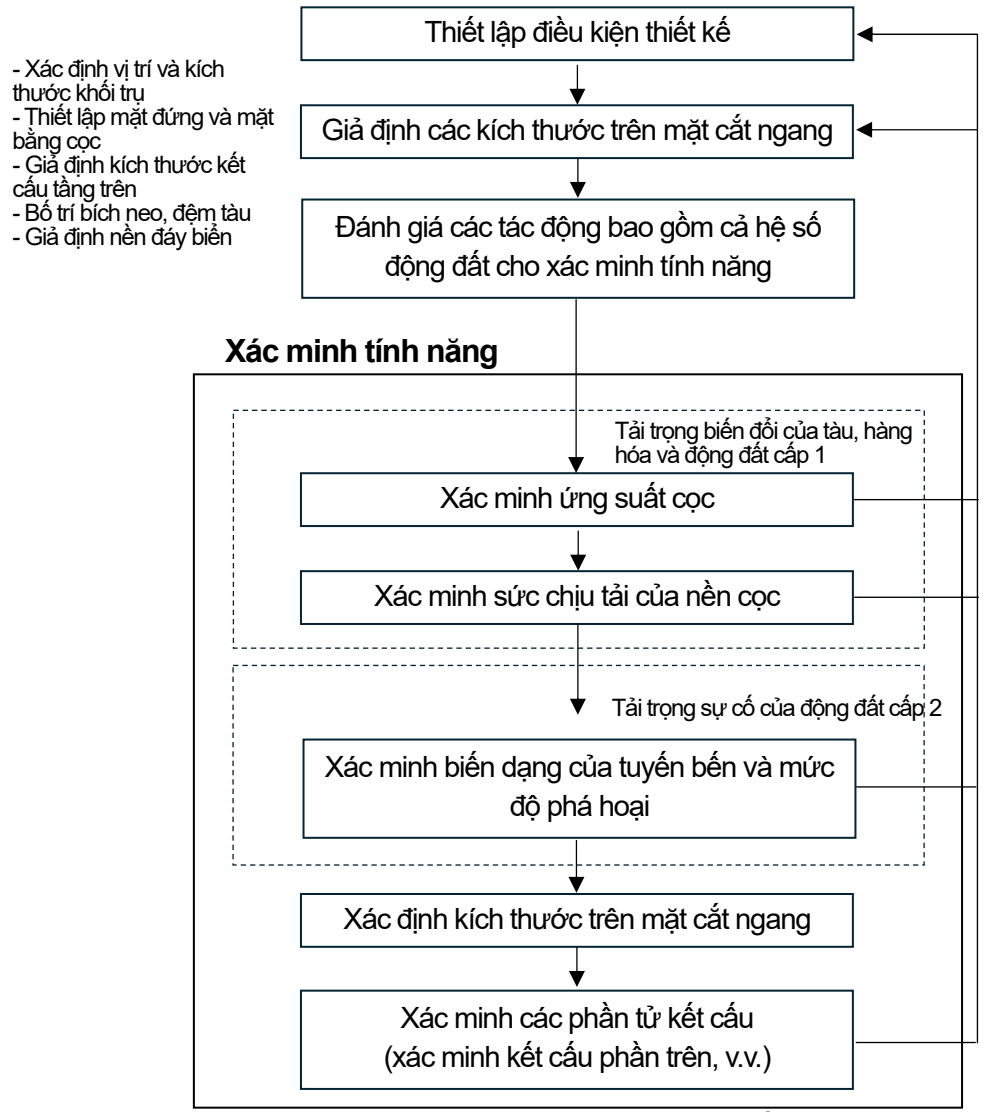 Thiết lập điều kiện thiết kế
- Xác định vị trí và kích
thước khối trụ
- Thiết lập mặt đứng và mặt
bằng cọc
- Giả định kích thước kết
cấu tầng trên
- Bố trí bích neo, đệm tàu
- Giả định nền đáy biển
Giả định các kích thước trên mặt cắt ngang
Đánh giá các tác động bao gồm cả hệ số
động đất cho xác minh tính năng
Xác minh tính năng
Tải trọng biến đổi của tàu, hàng
hóa và động đất cấp 1
Xác minh ứng suất cọc
Xác minh sức chịu tải của nền cọc
Tải trọng sự cố của động đất cấp 2
Xác minh biến dạng của tuyến bến và mức
độ phá hoại
Xác định kích thước trên mặt cắt ngang
Xác minh các phần tử kết cấu
(xác minh kết cấu phần trên, v.v.)